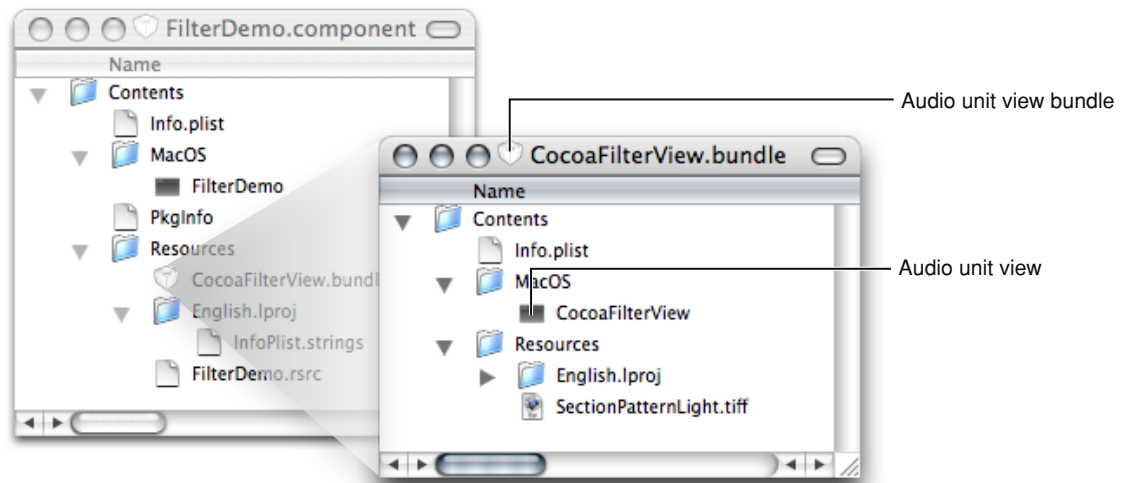 FilterDemo.component
Name
Contents
Info.plist
MacOS
FilterDemo
PkgInfo
Resources
CocoaFilterView.bundl
English.lproj
InfoPlist.strings
FilterDemo.rsrc
CocoaFilterView.bundle
Name
Contents
Info.plist
MacOS
CocoaFilterView
Resources
English.lproj
SectionPatternLight.tiff
Audio unit view bundle
Audio unit view